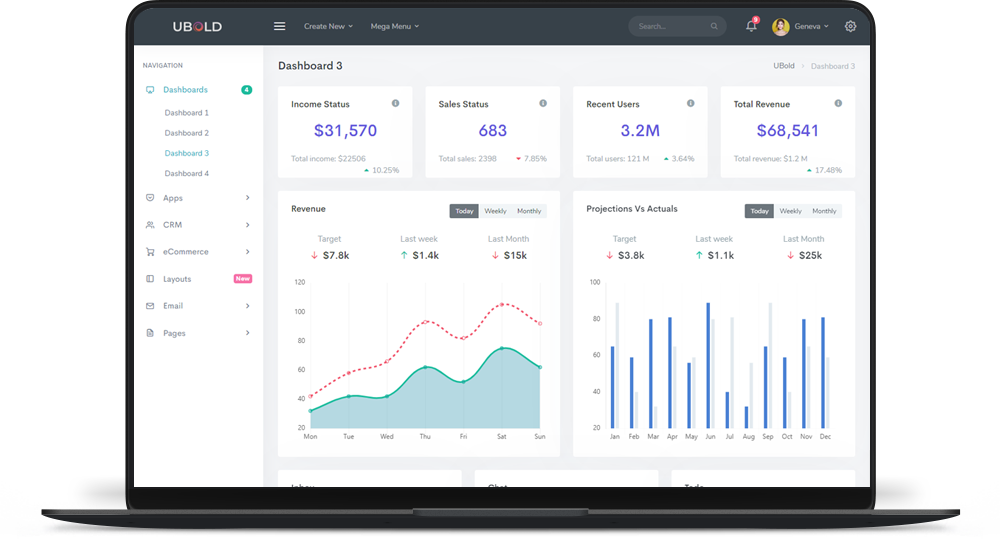 UBOLD
Create New
Mega Menu
Search...
9
Geneva
NAVIGATION
Dashboards
4
Dashboard 1
Dashboard 2
Dashboard 3
Dashboard 4
Apps
CRM
eCommerce
Layouts
New
Email
Pages
Dashboard 3
UBold > Dashboard 3
Income Status
$31,570
Total income: $22506
10.25%
Sales Status
683
Total sales: 2398
7.85%
Recent Users
3.2M
Total users: 121 M
3.64%
Total Revenue
$68,541
Total revenue: $1.2 M
17.48%
Revenue
Today Weekly Monthly
Target Last week Last Month
$7.8k $1.4k $15k
120
100
80
60
40
20
Mon Tue Wed Thu Fri Sat Sun
Projections Vs Actuals
Today Weekly Monthly
Target Last week Last Month
$3.8k $1.1k $25k
100
80
60
40
20
Jan Feb Mar Apr May Jun Jul Aug Sep Oct Nov Dec